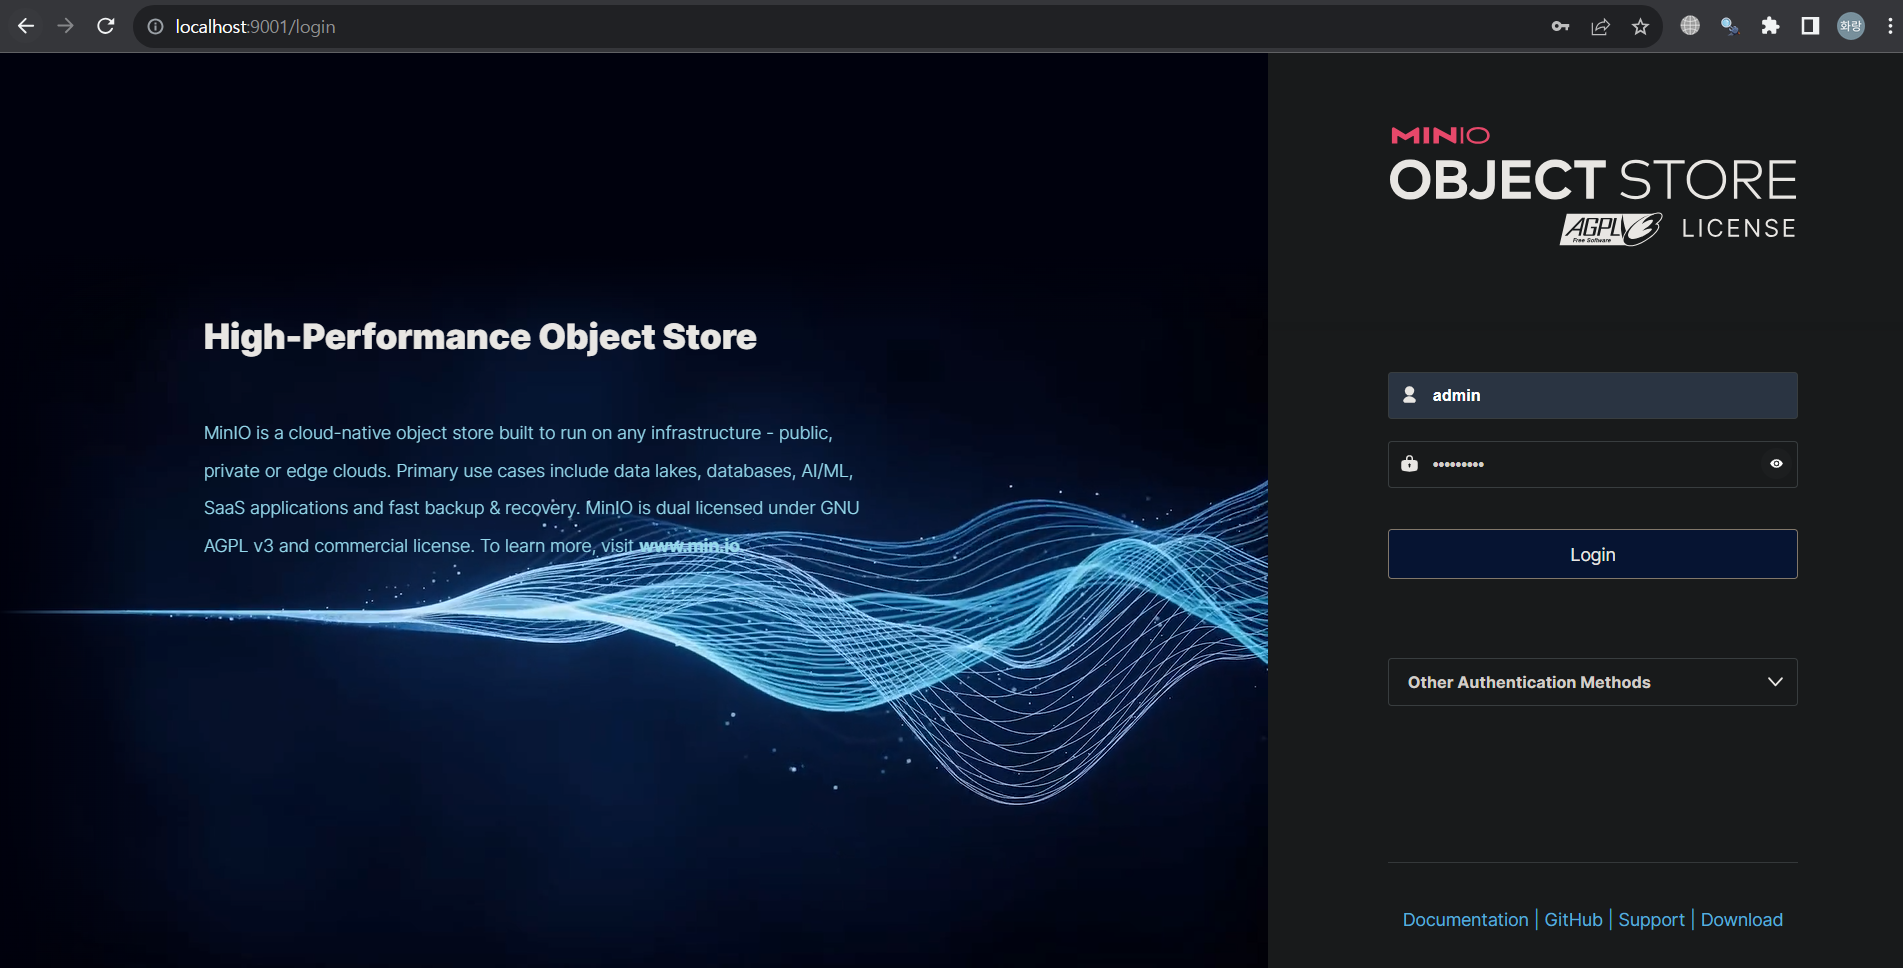 localhost:9001/login
화랑
High-Performance Object Store
MinIO is a cloud-native object store built to run on any infrastructure - public,
private or edge clouds. Primary use cases include data lakes, databases, AI/ML,
SaaS applications and fast backup & recovery. MinIO is dual licensed under GNU
AGPL v3 and commercial license. To learn more, visit www.min.io.
MINIO
OBJECT STORE
AGPLv3 LICENSE
Free Software
admin
•••••••••
Login
Other Authentication Methods
Documentation | GitHub | Support | Download